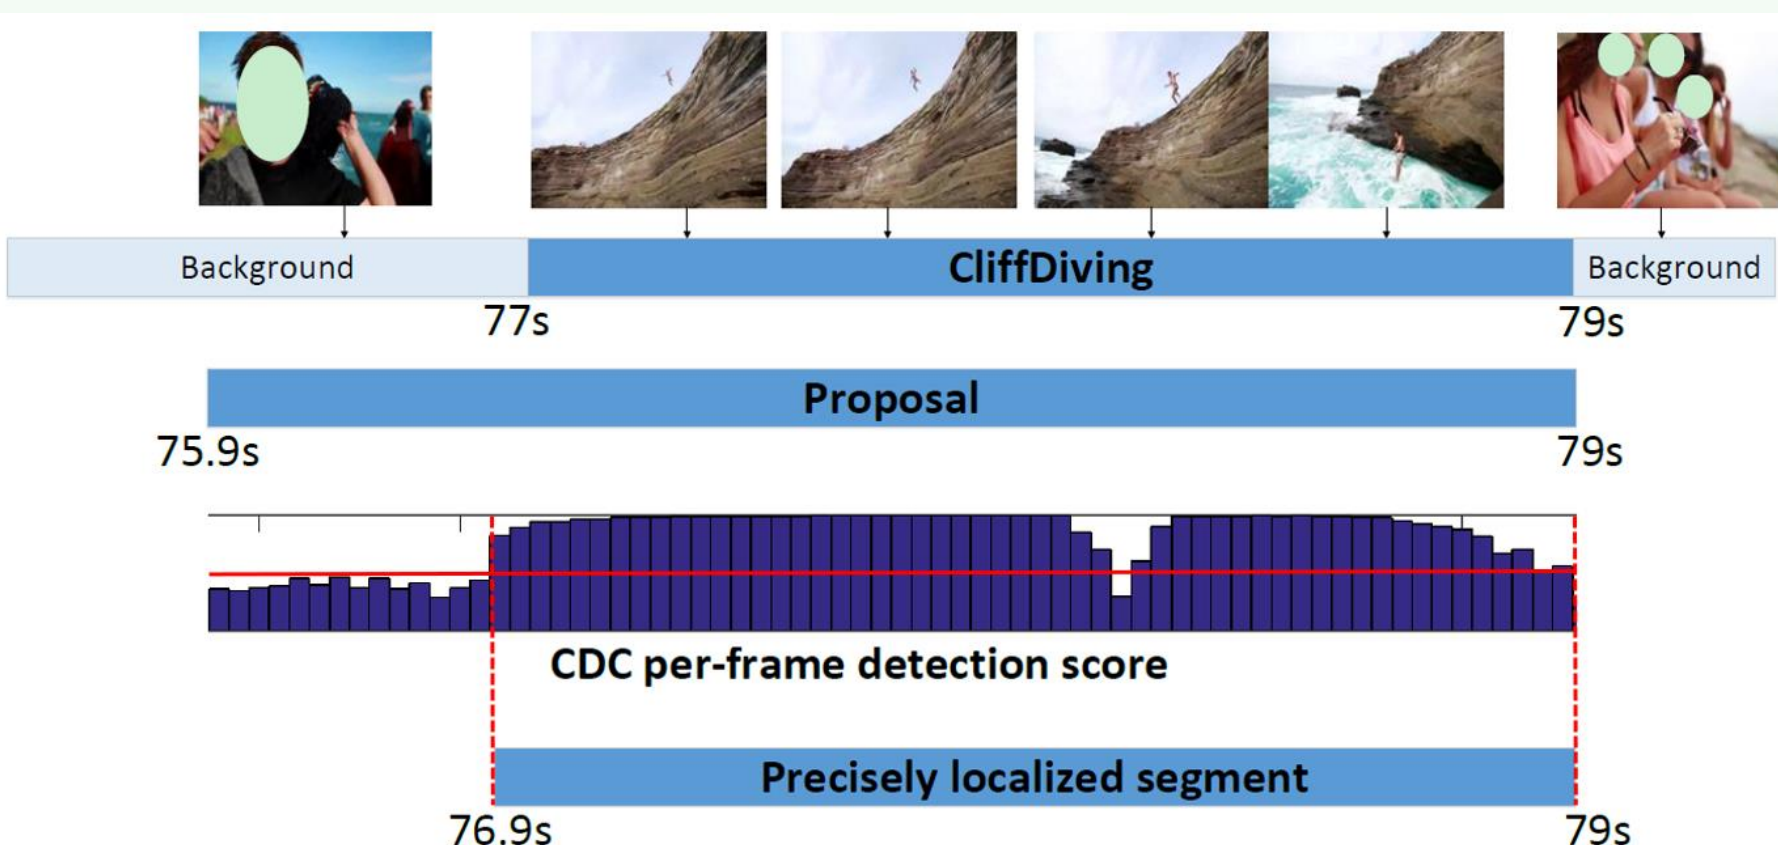 Background
CliffDiving
Background
77s
79s
Proposal
75.9s
79s
CDC per-frame detection score
Precisely localized segment
76.9s
79s